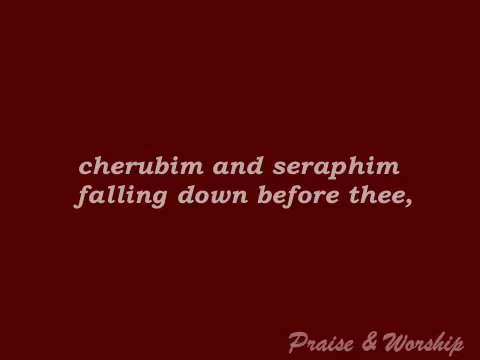 cherubim and seraphim
falling down before thee,
Praise & Worship